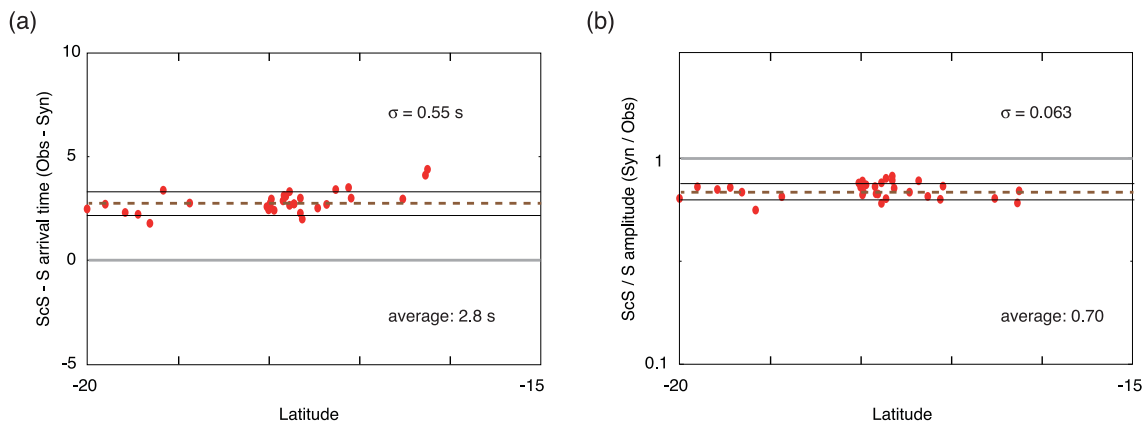 (a)
10
5
0
-5
-20
-15
ScS - S arrival time (Obs - Syn)
σ = 0.55 s
average: 2.8 s
Latitude
(b)
1
0.1
-20
-15
ScS / S amplitude (Syn / Obs)
σ = 0.063
average: 0.70
Latitude